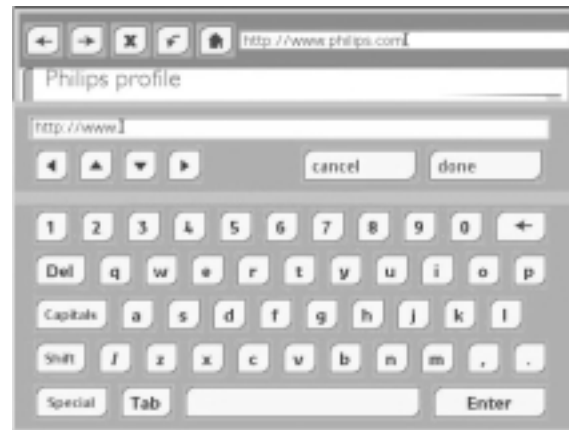 http://www.philips.com
Philips profile
http://www.
cancel done
1 2 3 4 5 6 7 8 9 0
Del q w e r t y u i o p
Capitals a s d f g h j k l
Shift / z x c v b n m , .
Special Tab Enter